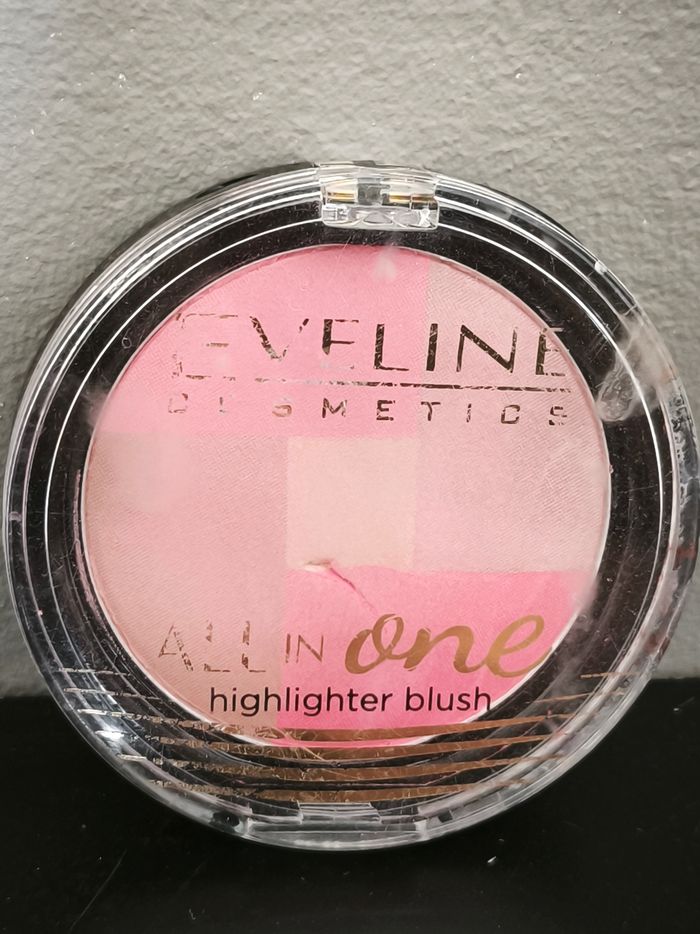 EVELINE
COSMETICS
ALL IN one
highlighter blush